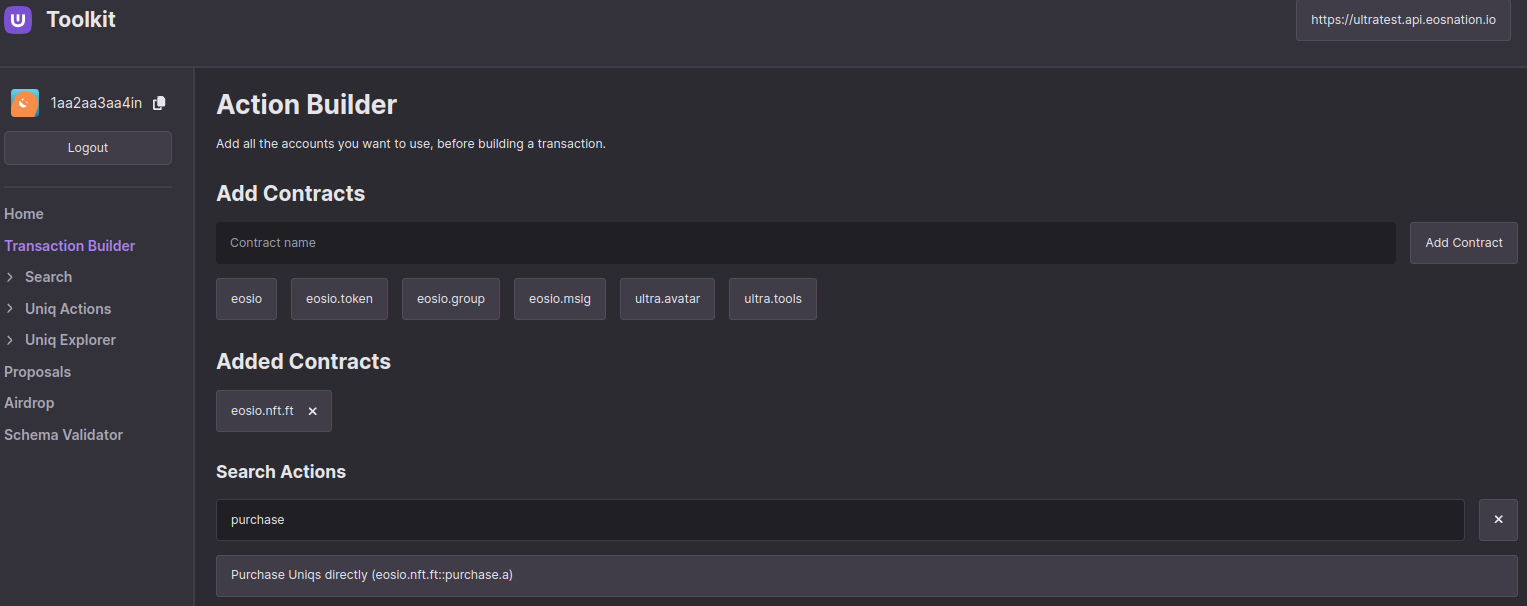 Toolkit
https://ultratest.api.eosnation.io
1aa2aa3aa4in
Logout
Home
Transaction Builder
Search
Uniq Actions
Uniq Explorer
Proposals
Airdrop
Schema Validator
Action Builder
Add all the accounts you want to use, before building a transaction.
Add Contracts
Contract name
Add Contract
eosio
eosio.token
eosio.group
eosio.msig
ultra.avatar
ultra.tools
Added Contracts
eosio.nft.ft
Search Actions
purchase
Purchase Uniqs directly (eosio.nft.ft::purchase.a)